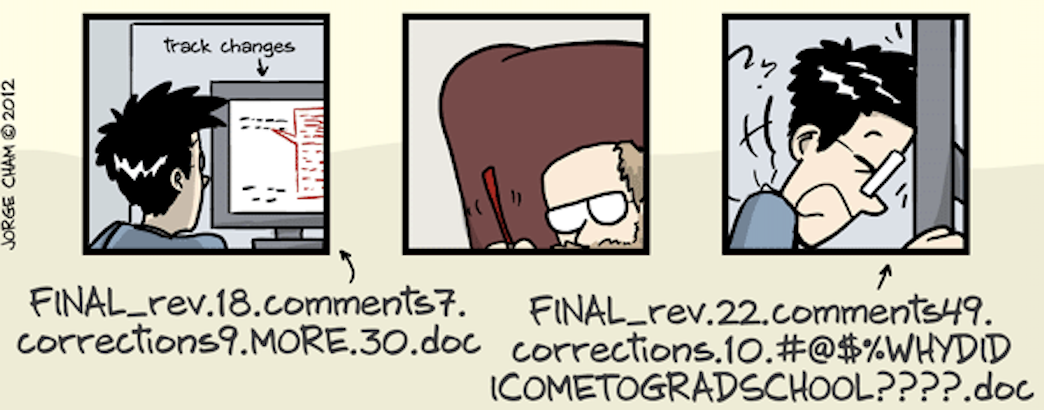 track changes
JORGE CHAM © 2012
FINAL_rev.18.comments7.
corrections9.MORE.30.doc
FINAL_rev.22.comments49.
corrections.10.#@$%WHYDID
ICOMETOGRADSCHOOL????.doc
??